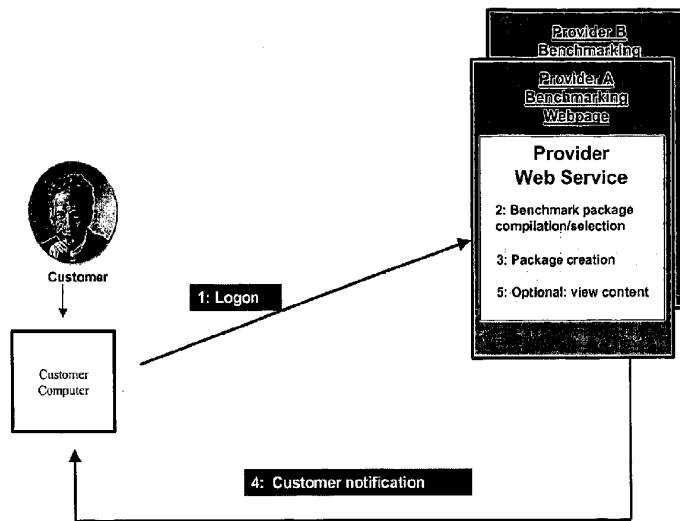 Provider B
Benchmarking
Provider A
Benchmarking
Webpage
Provider
Web Service
2: Benchmark package
compilation/selection
3: Package creation
5: Optional: view content
Customer
1: Logon
Customer
Computer
4: Customer notification